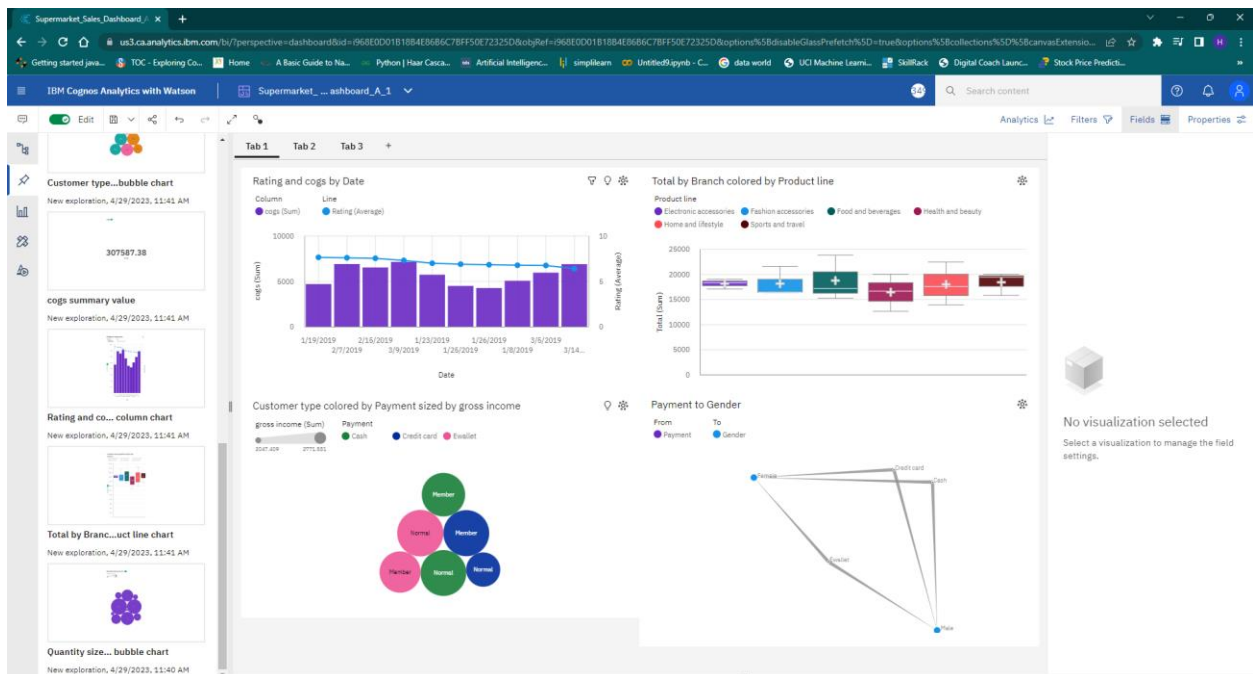 Supermarket_Sales_Dashboard_A
us3.ca.analytics.ibm.com/bi/?perspective=dashboard&id=i968E0D01B18B4E86B6C7BFF50E72325D&objRef=i968E0D01B18B4E86B6C7BFF50E72325D&options%5BdisableGlassPrefetch%5D=true&options%5Bcollections%5D%5BcanvasExtensio...
Getting started java... TOC - Exploring Co... Home A Basic Guide to Na... Python | Haar Casca... Artificial Intelligenc... simplilearn Untitled9.ipynb - C... data world UCI Machine Learni... SkillRack Digital Coach Launc... Stock Price Predicti...
IBM Cognos Analytics with Watson Supermarket_ ... ashboard_A_1 Search content
Edit Analytics Filters Fields Properties
Tab 1 Tab 2 Tab 3 +
Customer type...bubble chart
New exploration, 4/29/2023, 11:41 AM
307587.38
cogs summary value
New exploration, 4/29/2023, 11:41 AM
Rating and co... column chart
New exploration, 4/29/2023, 11:41 AM
Total by Branc...uct line chart
New exploration, 4/29/2023, 11:41 AM
Quantity size... bubble chart
New exploration, 4/29/2023, 11:40 AM
Rating and cogs by Date
Column Line
cogs (Sum) Rating (Average)
10000 10
5000 5
0 0
cogs (Sum)
Rating (Average)
1/19/2019 2/15/2019 1/23/2019 1/26/2019 3/6/2019
2/7/2019 3/9/2019 1/26/2019 1/8/2019 3/14...
Date
Total by Branch colored by Product line
Product line
Electronic accessories Fashion accessories Food and beverages Health and beauty
Home and lifestyle Sports and travel
25000
20000
15000
10000
5000
0
Total (Sum)
Customer type colored by Payment sized by gross income
gross income (Sum) Payment
Cash Credit card Ewallet
2047.409 2771.551
Member
Normal Member
Member Normal Normal
Payment to Gender
From To
Payment Gender
Credit card
Female
Cash
Ewallet
Male
No visualization selected
Select a visualization to manage the field
settings.